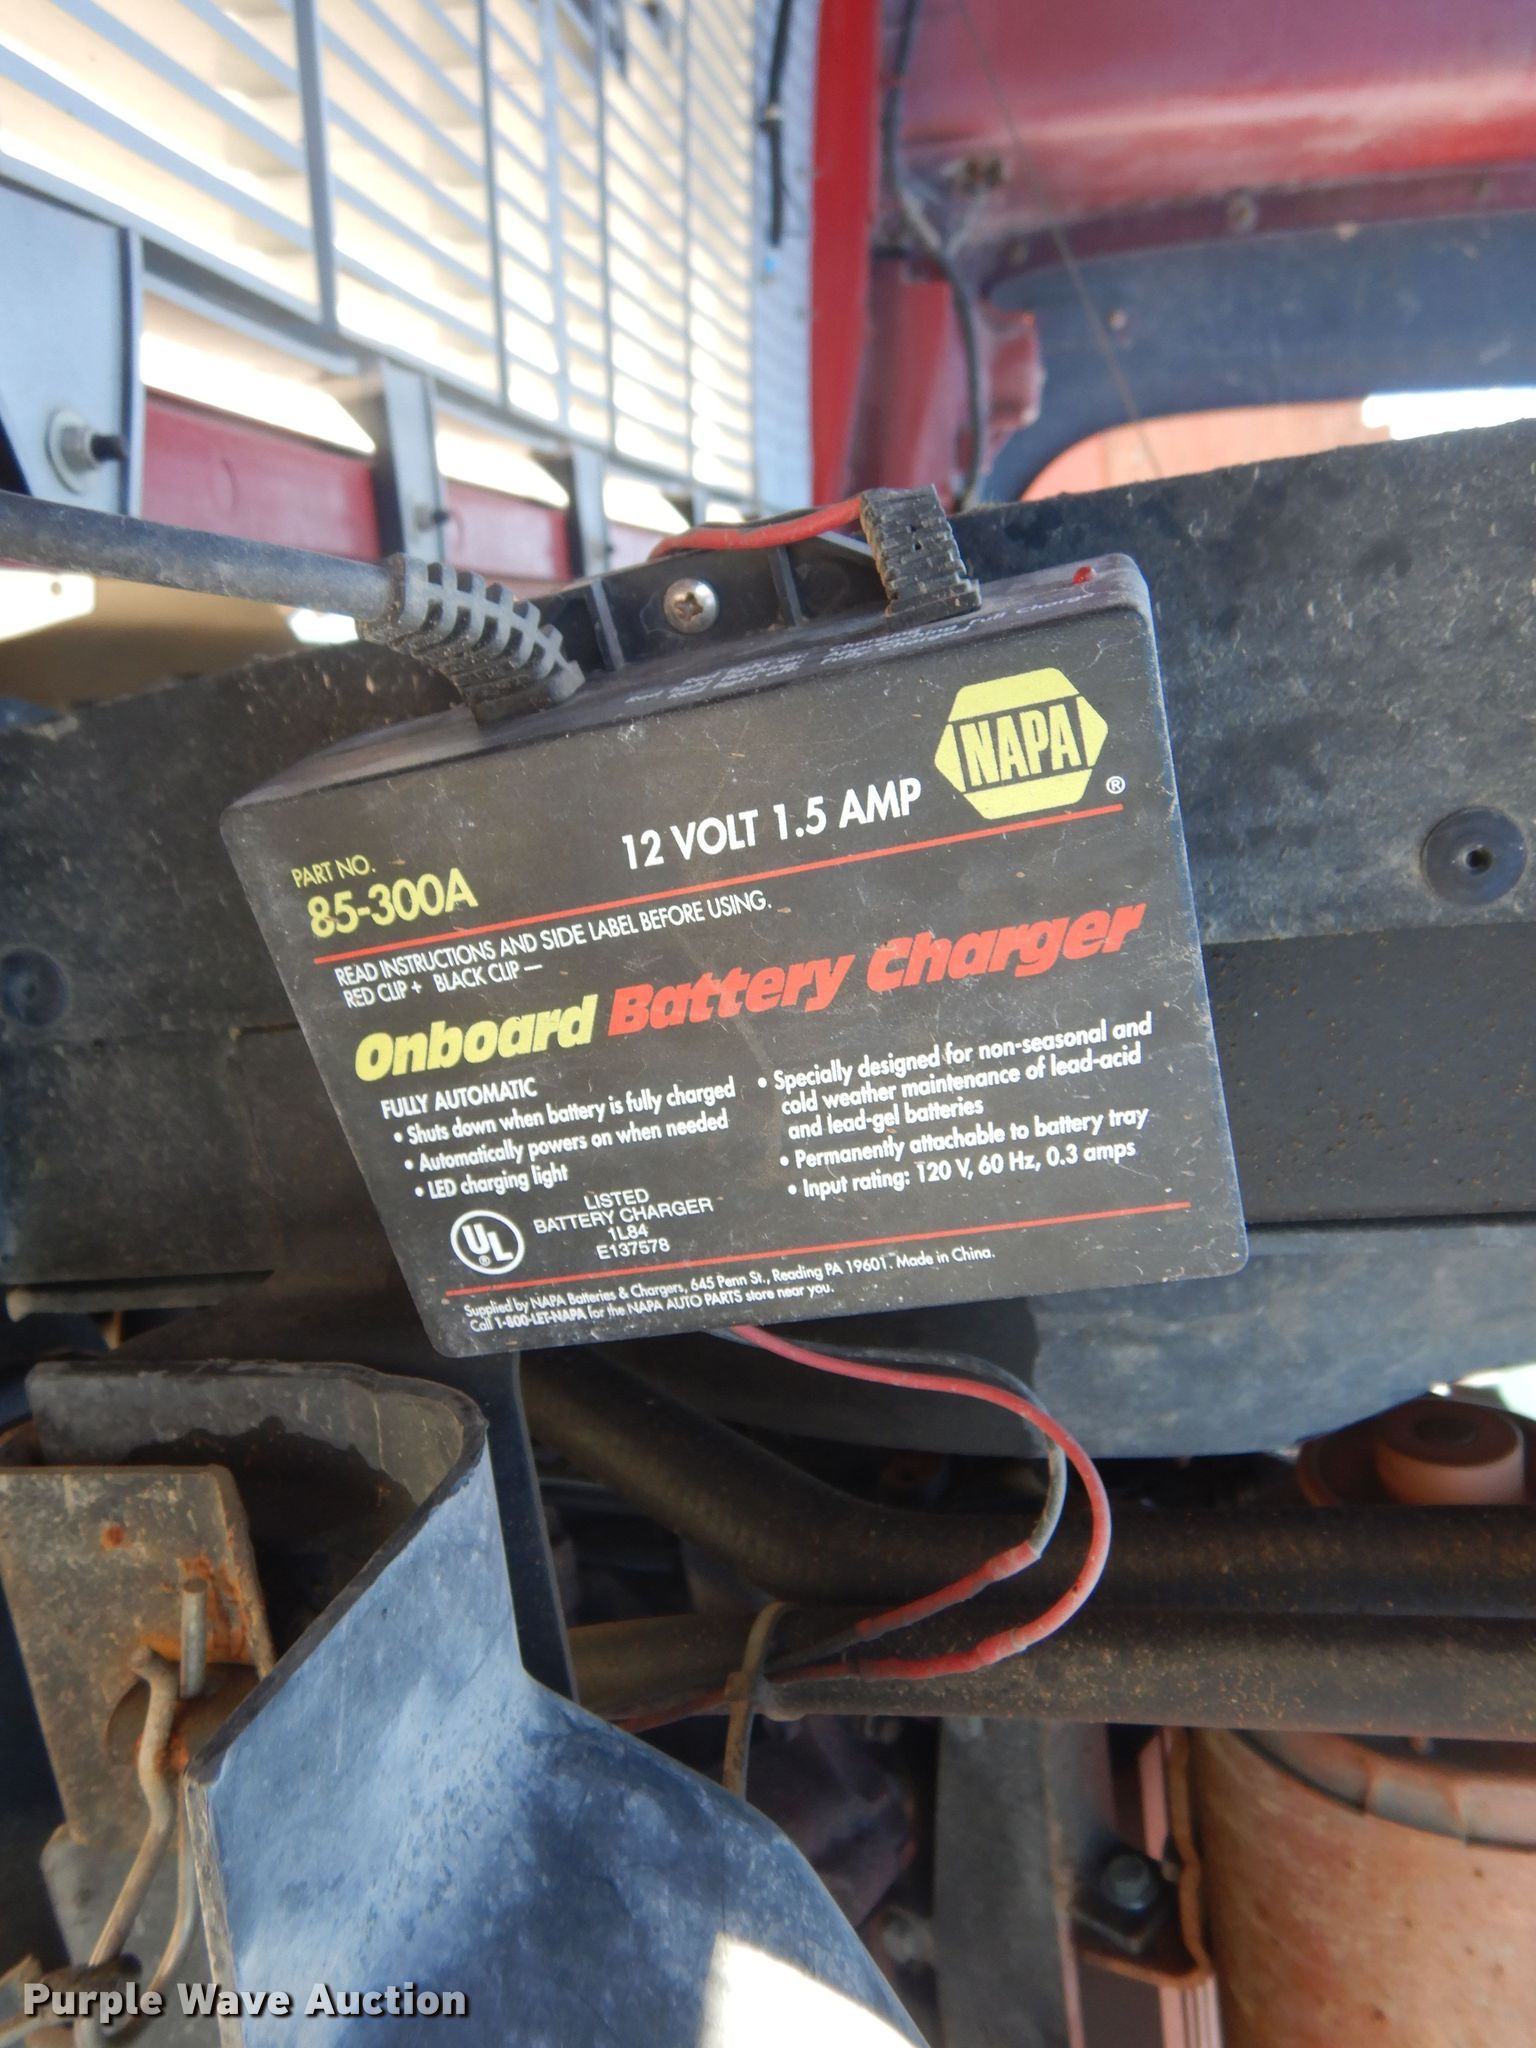 NAPA
®
12 VOLT 1.5 AMP
PART NO.
85-300A
READ INSTRUCTIONS AND SIDE LABEL BEFORE USING.
RED CLIP + BLACK CLIP —
Onboard Battery Charger
FULLY AUTOMATIC
• Shuts down when battery is fully charged
• Automatically powers on when needed
• LED charging light
• Specially designed for non-seasonal and
cold weather maintenance of lead-acid
and lead-gel batteries
• Permanently attachable to battery tray
• Input rating: 120 V, 60 Hz, 0.3 amps
UL
®
LISTED
BATTERY CHARGER
1L84
E137578
Supplied by NAPA Batteries & Chargers, 645 Penn St., Reading PA 19601. Made in China.
Call 1-800-LET-NAPA for the NAPA AUTO PARTS store near you.
Purple Wave Auction